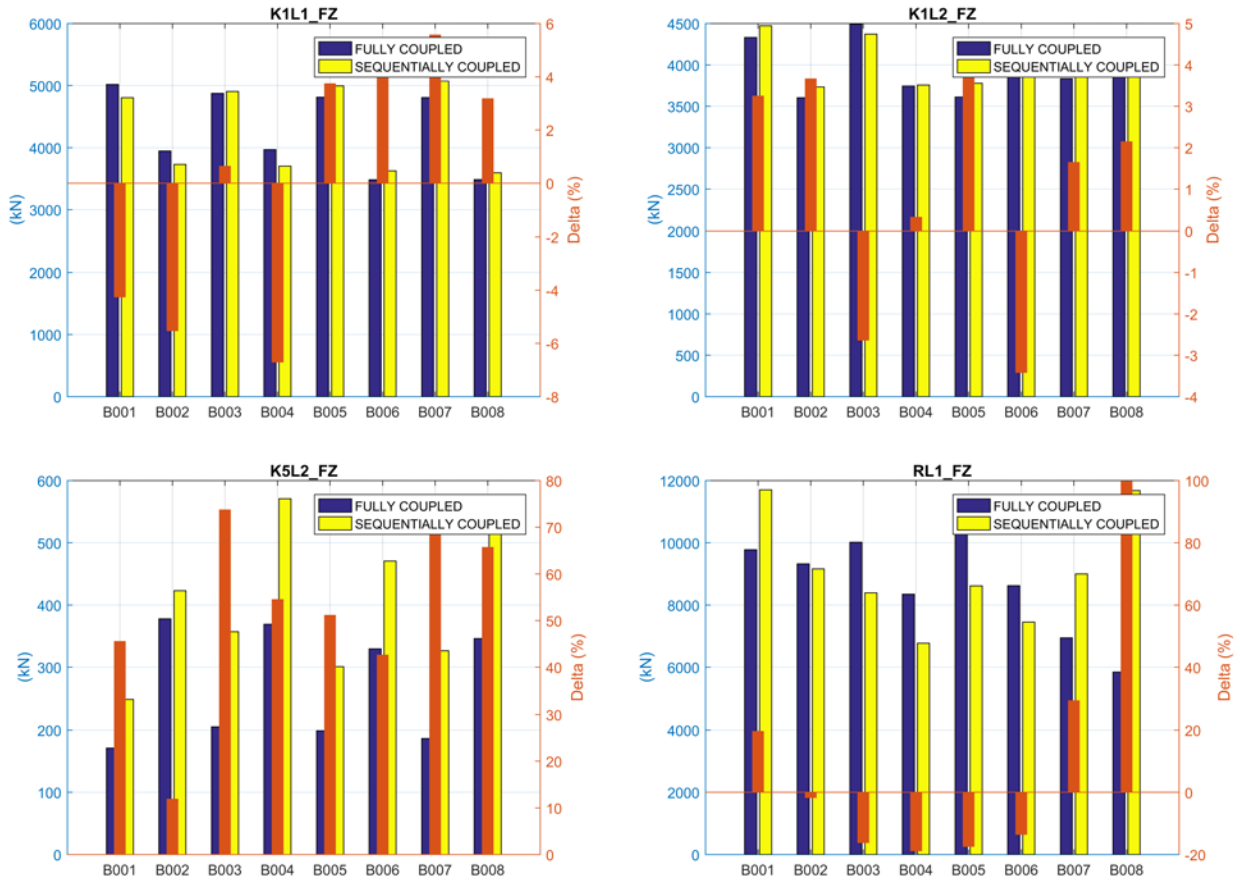 K1L1_FZ
6000
5000
4000
3000
2000
1000
0
(kN)
FULLY COUPLED
SEQUENTIALLY COUPLED
6
4
2
0
-2
-4
-6
-8
Delta (%)
B001 B002 B003 B004 B005 B006 B007 B008
K1L2_FZ
4500
4000
3500
3000
2500
2000
1500
1000
500
0
(kN)
FULLY COUPLED
SEQUENTIALLY COUPLED
5
4
3
2
1
0
-1
-2
-3
-4
Delta (%)
B001 B002 B003 B004 B005 B006 B007 B008
K5L2_FZ
600
500
400
300
200
100
0
(kN)
FULLY COUPLED
SEQUENTIALLY COUPLED
80
70
60
50
40
30
20
10
0
Delta (%)
B001 B002 B003 B004 B005 B006 B007 B008
RL1_FZ
12000
10000
8000
6000
4000
2000
0
(kN)
FULLY COUPLED
SEQUENTIALLY COUPLED
100
80
60
40
20
0
-20
Delta (%)
B001 B002 B003 B004 B005 B006 B007 B008